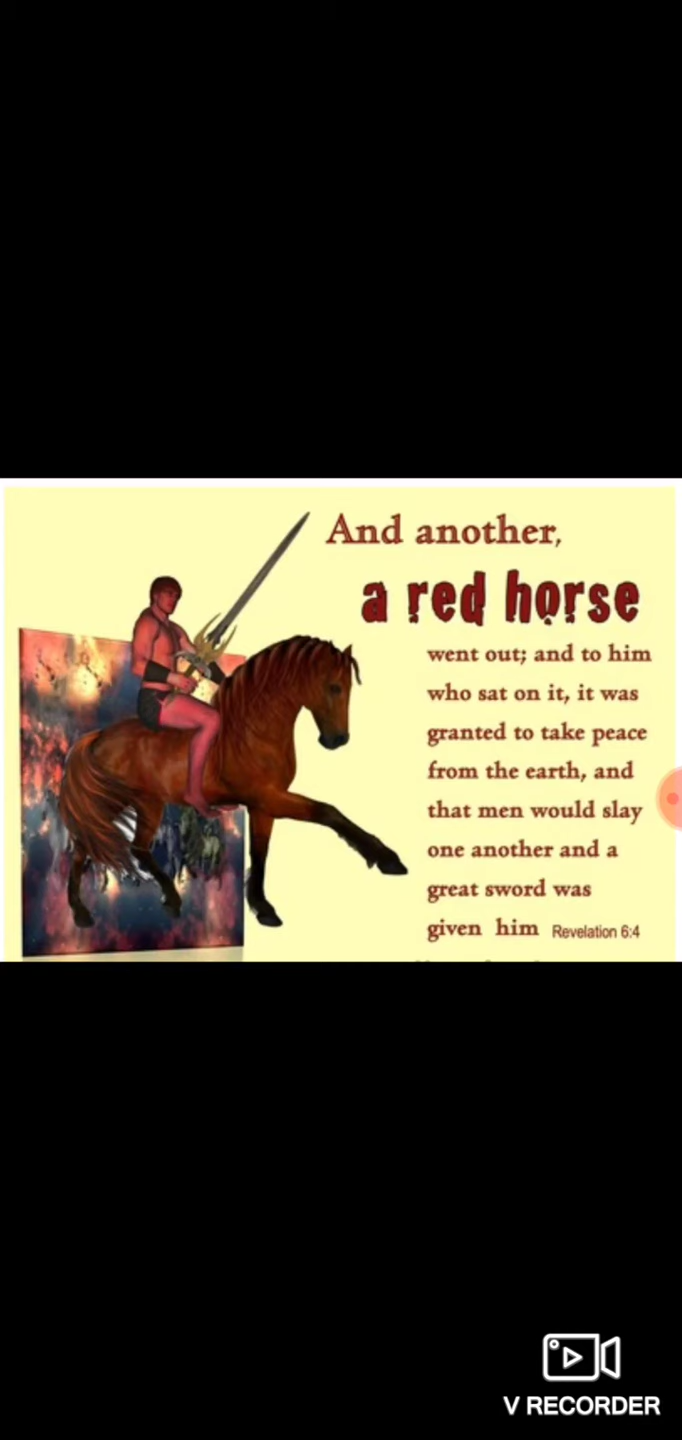 And another,
a red horse
went out; and to him
who sat on it, it was
granted to take peace
from the earth, and
that men would slay
one another and a
great sword was
given him Revelation 6:4
V RECORDER